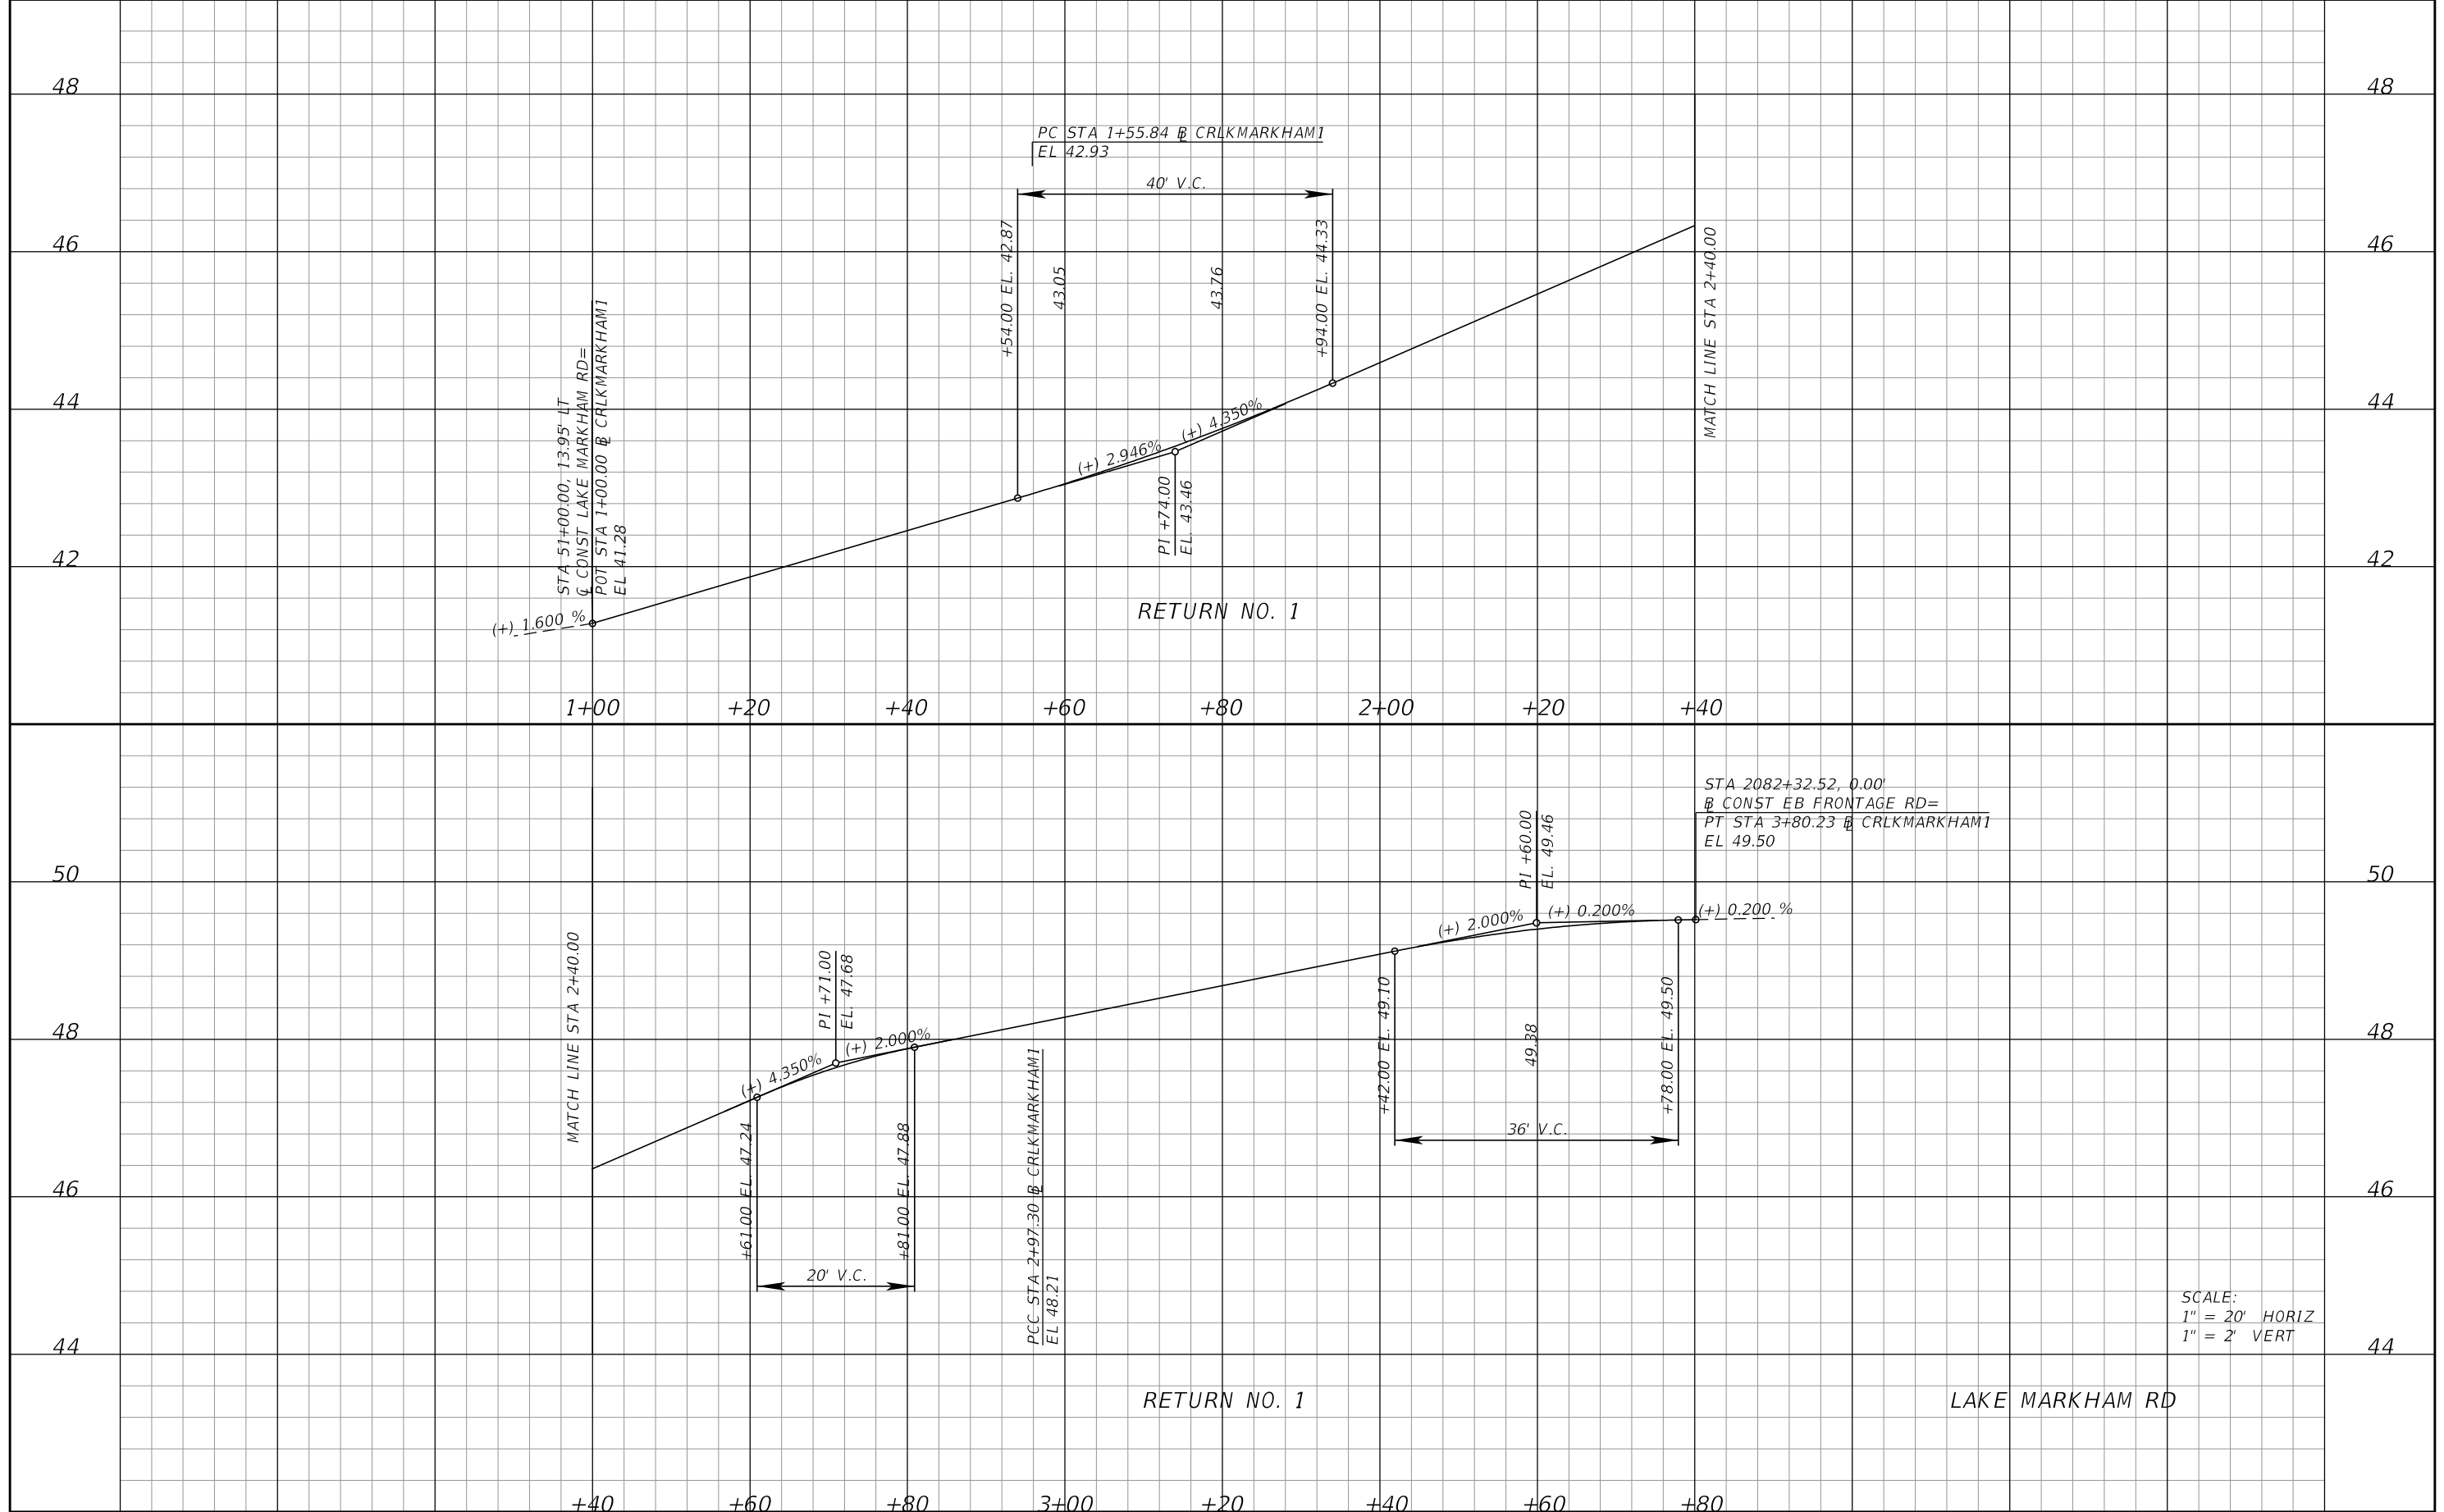 48
48
PC STA 1+55.84 BL CRLKMARKHAM1
EL 42.93
40' V.C.
46
46
+54.00 EL. 42.87
43.05
43.76
+94.00 EL. 44.33
MATCH LINE STA 2+40.00
STA 51+00.00, 13.95' LT
CL CONST LAKE MARKHAM RD=
POT STA 1+00.00 BL CRLKMARKHAM1
EL 41.28
44
44
(+) 2.946%
(+) 4.350%
PI +74.00
EL. 43.46
42
42
(+) 1.600 %
RETURN NO. 1
1+00
+20
+40
+60
+80
2+00
+20
+40
STA 2082+32.52, 0.00'
BL CONST EB FRONTAGE RD=
PT STA 3+80.23 BL CRLKMARKHAM1
EL 49.50
50
50
PI +60.00
EL. 49.46
(+) 2.000%
(+) 0.200%
(+) 0.200 %
MATCH LINE STA 2+40.00
PI +71.00
EL. 47.68
48
48
(+) 4.350%
(+) 2.000%
+42.00 EL. 49.10
49.38
+78.00 EL. 49.50
36' V.C.
+61.00 EL. 47.24
+81.00 EL. 47.88
20' V.C.
PCC STA 2+97.30 BL CRLKMARKHAM1
EL 48.21
46
46
SCALE:
1" = 20' HORIZ
1" = 2' VERT
44
44
RETURN NO. 1
LAKE MARKHAM RD
+40
+60
+80
3+00
+20
+40
+60
+80